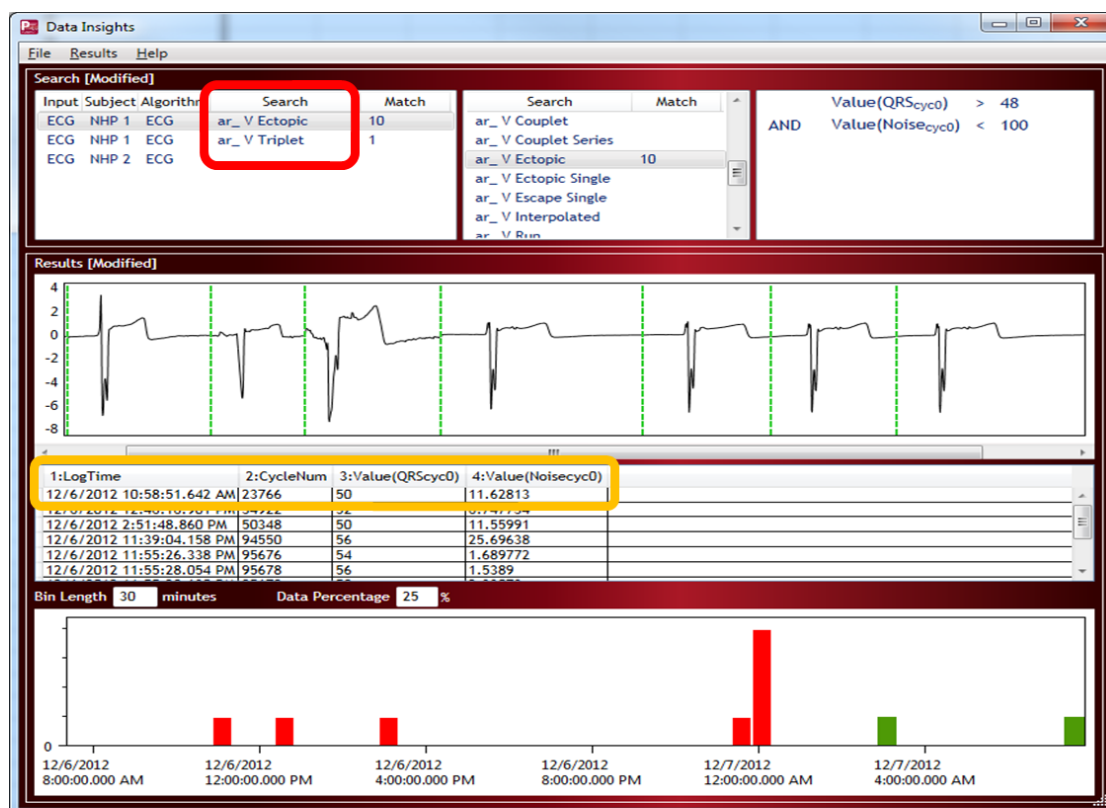 Data Insights
File Results Help
Search [Modified]
Input Subject Algorithr Search Match
ECG NHP 1 ECG ar_ V Ectopic 10
ECG NHP 1 ECG ar_ V Triplet 1
ECG NHP 2 ECG
Search Match
ar_ V Couplet
ar_ V Couplet Series
ar_ V Ectopic 10
ar_ V Ectopic Single
ar_ V Escape Single
ar_ V Interpolated
ar_ V Run
Value(QRScyc0) > 48
AND Value(Noisecyc0) < 100
Results [Modified]
4
2
0
-2
-4
-6
-8
1:LogTime 2:CycleNum 3:Value(QRScyc0) 4:Value(Noisecyc0)
12/6/2012 10:58:51.642 AM 23766 50 11.62813
12/6/2012 2:51:48.860 PM 50348 50 11.55991
12/6/2012 11:39:04.158 PM 94550 56 25.69638
12/6/2012 11:55:26.338 PM 95676 54 1.689772
12/6/2012 11:55:28.054 PM 95678 56 1.5389
Bin Length 30 minutes Data Percentage 25 %
0
12/6/2012 12/6/2012 12/6/2012 12/6/2012 12/7/2012 12/7/2012
8:00:00.000 AM 12:00:00.000 PM 4:00:00.000 PM 8:00:00.000 PM 12:00:00.000 AM 4:00:00.000 AM